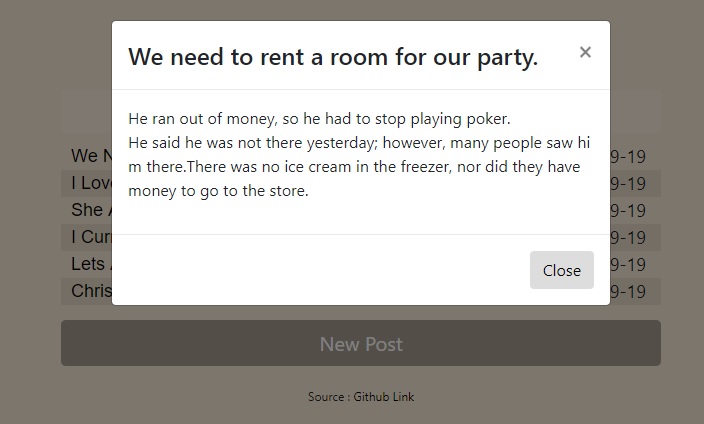 We need to rent a room for our party.
×
He ran out of money, so he had to stop playing poker.
He said he was not there yesterday; however, many people saw hi
m there.There was no ice cream in the freezer, nor did they have
money to go to the store.
Close
We N 9-19
I Lov 9-19
She A 9-19
I Curr 9-19
Lets 9-19
Chris 9-19
New Post
Source : Github Link